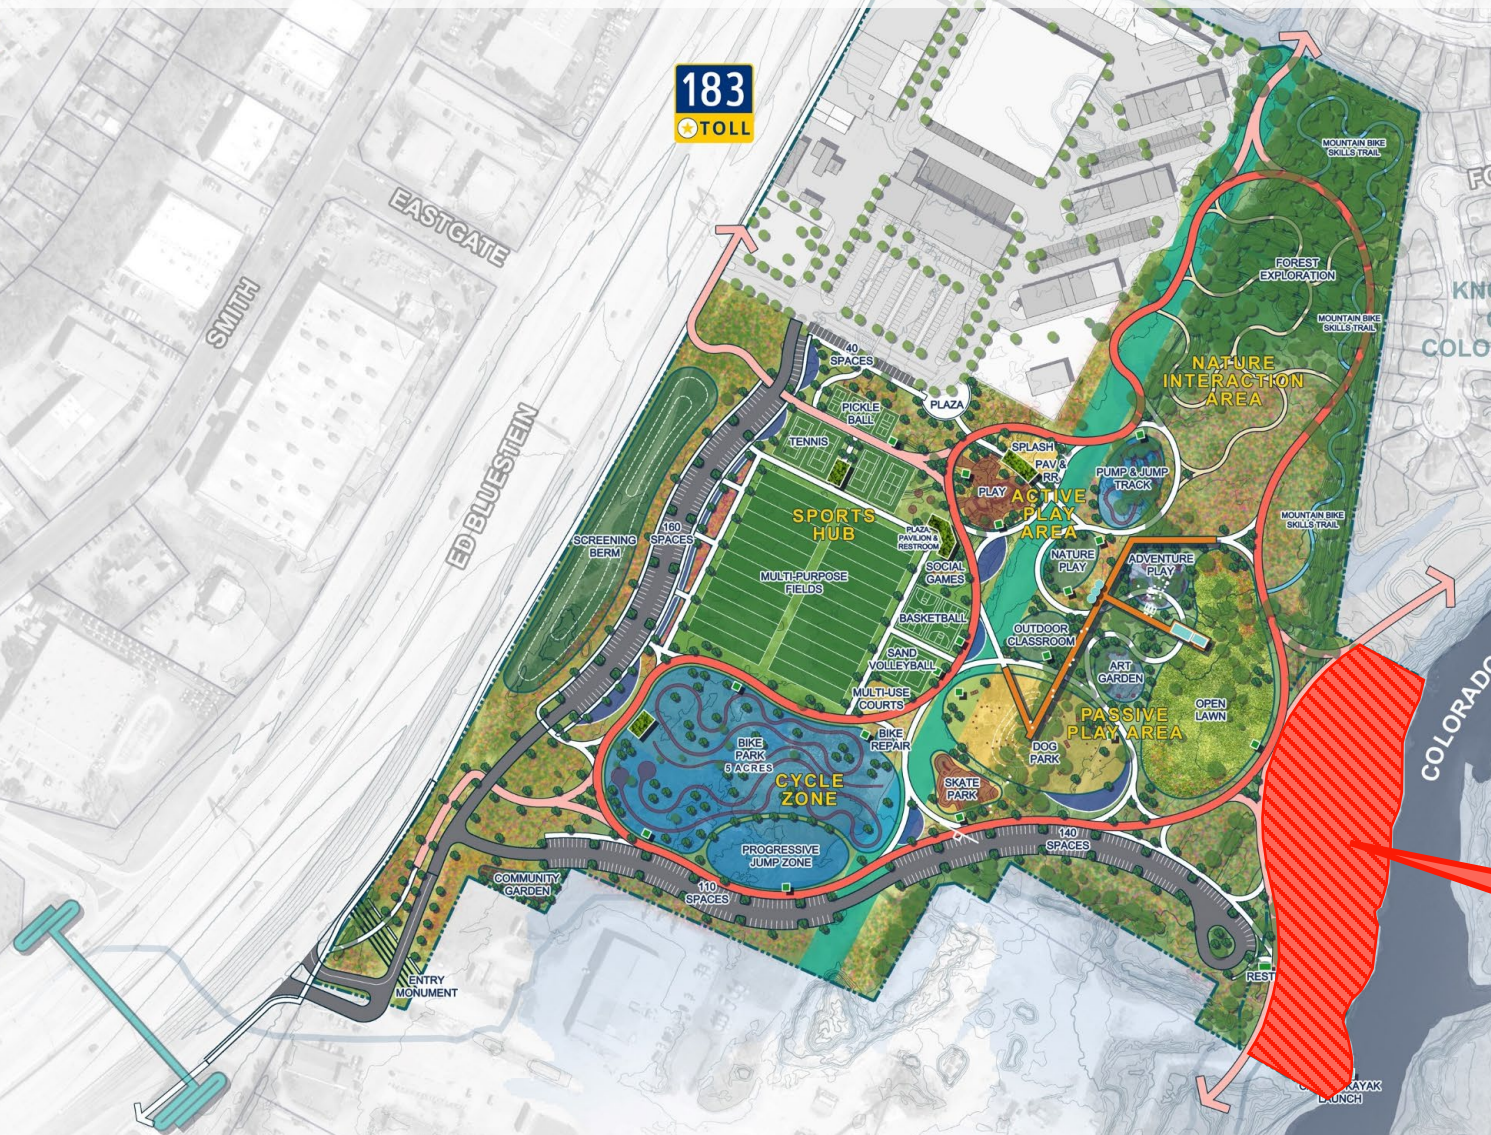 183
TOLL
EASTGATE
SMITH
ED BLUESTEIN
MOUNTAIN BIKE
SKILLS TRAIL
FOREST
EXPLORATION
MOUNTAIN BIKE
SKILLS TRAIL
NATURE
INTERACTION
AREA
40
SPACES
PICKLE
BALL
PLAZA
TENNIS
SPLASH
PAV &
RR
PLAY
PUMP & JUMP
TRACK
ACTIVE
PLAY
AREA
SPORTS
HUB
MOUNTAIN BIKE
SKILLS TRAIL
160
SPACES
SCREENING
BERM
PLAZA
PAVILION &
RESTROOM
SOCIAL
GAMES
NATURE
PLAY
ADVENTURE
PLAY
MULTI-PURPOSE
FIELDS
BASKETBALL
OUTDOOR
CLASSROOM
SAND
VOLLEYBALL
ART
GARDEN
MULTI-USE
COURTS
OPEN
LAWN
PASSIVE
PLAY AREA
BIKE
REPAIR
BIKE
PARK
5 ACRES
DOG
PARK
CYCLE
ZONE
SKATE
PARK
COLORADO
PROGRESSIVE
JUMP ZONE
140
SPACES
COMMUNITY
GARDEN
110
SPACES
ENTRY
MONUMENT
REST
KAYAK
LAUNCH